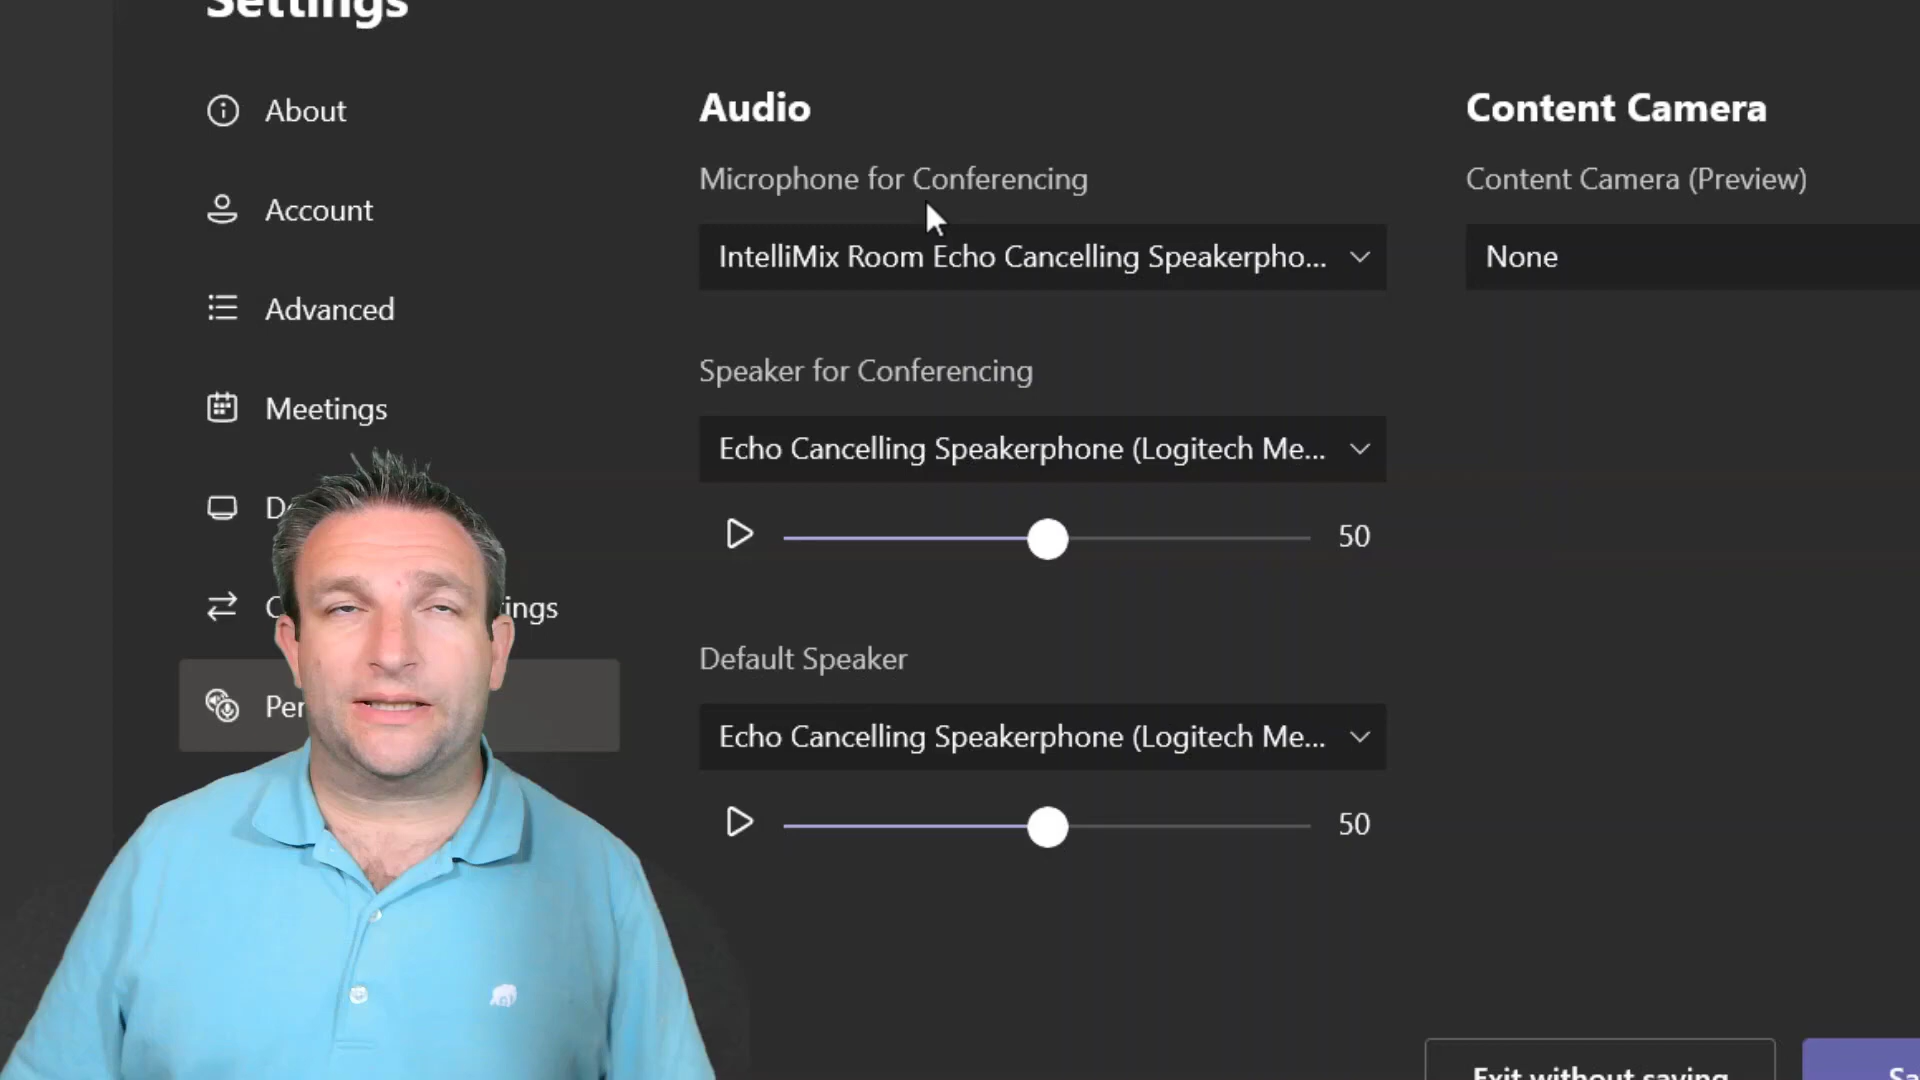 Settings
About
Account
Advanced
Meetings
Audio
Microphone for Conferencing
IntelliMix Room Echo Cancelling Speakerpho...
Speaker for Conferencing
Echo Cancelling Speakerphone (Logitech Me...
50
Default Speaker
Echo Cancelling Speakerphone (Logitech Me...
50
Content Camera
Content Camera (Preview)
None
Exit without saving